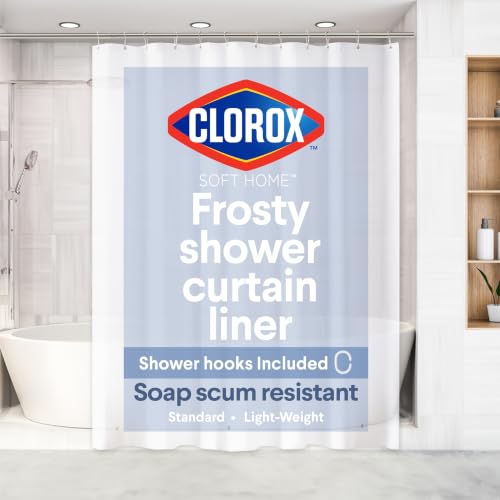 CLOROX
TM
SOFT HOME™
Frosty
shower
curtain
liner
Shower hooks Included
Soap scum resistant
Standard • Light-Weight